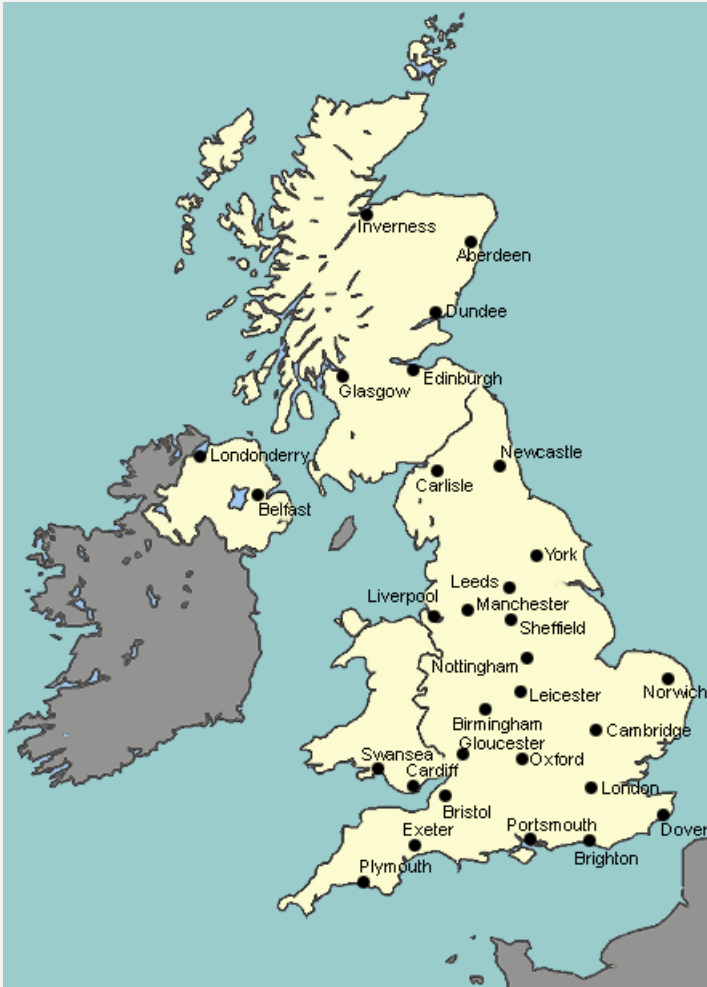 Inverness
Aberdeen
Dundee
Edinburgh
Glasgow
Londonderry
Newcastle
Carlisle
Belfast
York
Leeds
Liverpool
Manchester
Sheffield
Nottingham
Leicester
Norwich
Birmingham
Cambridge
Gloucester
Swansea
Oxford
Cardiff
London
Bristol
Portsmouth
Dover
Exeter
Brighton
Plymouth